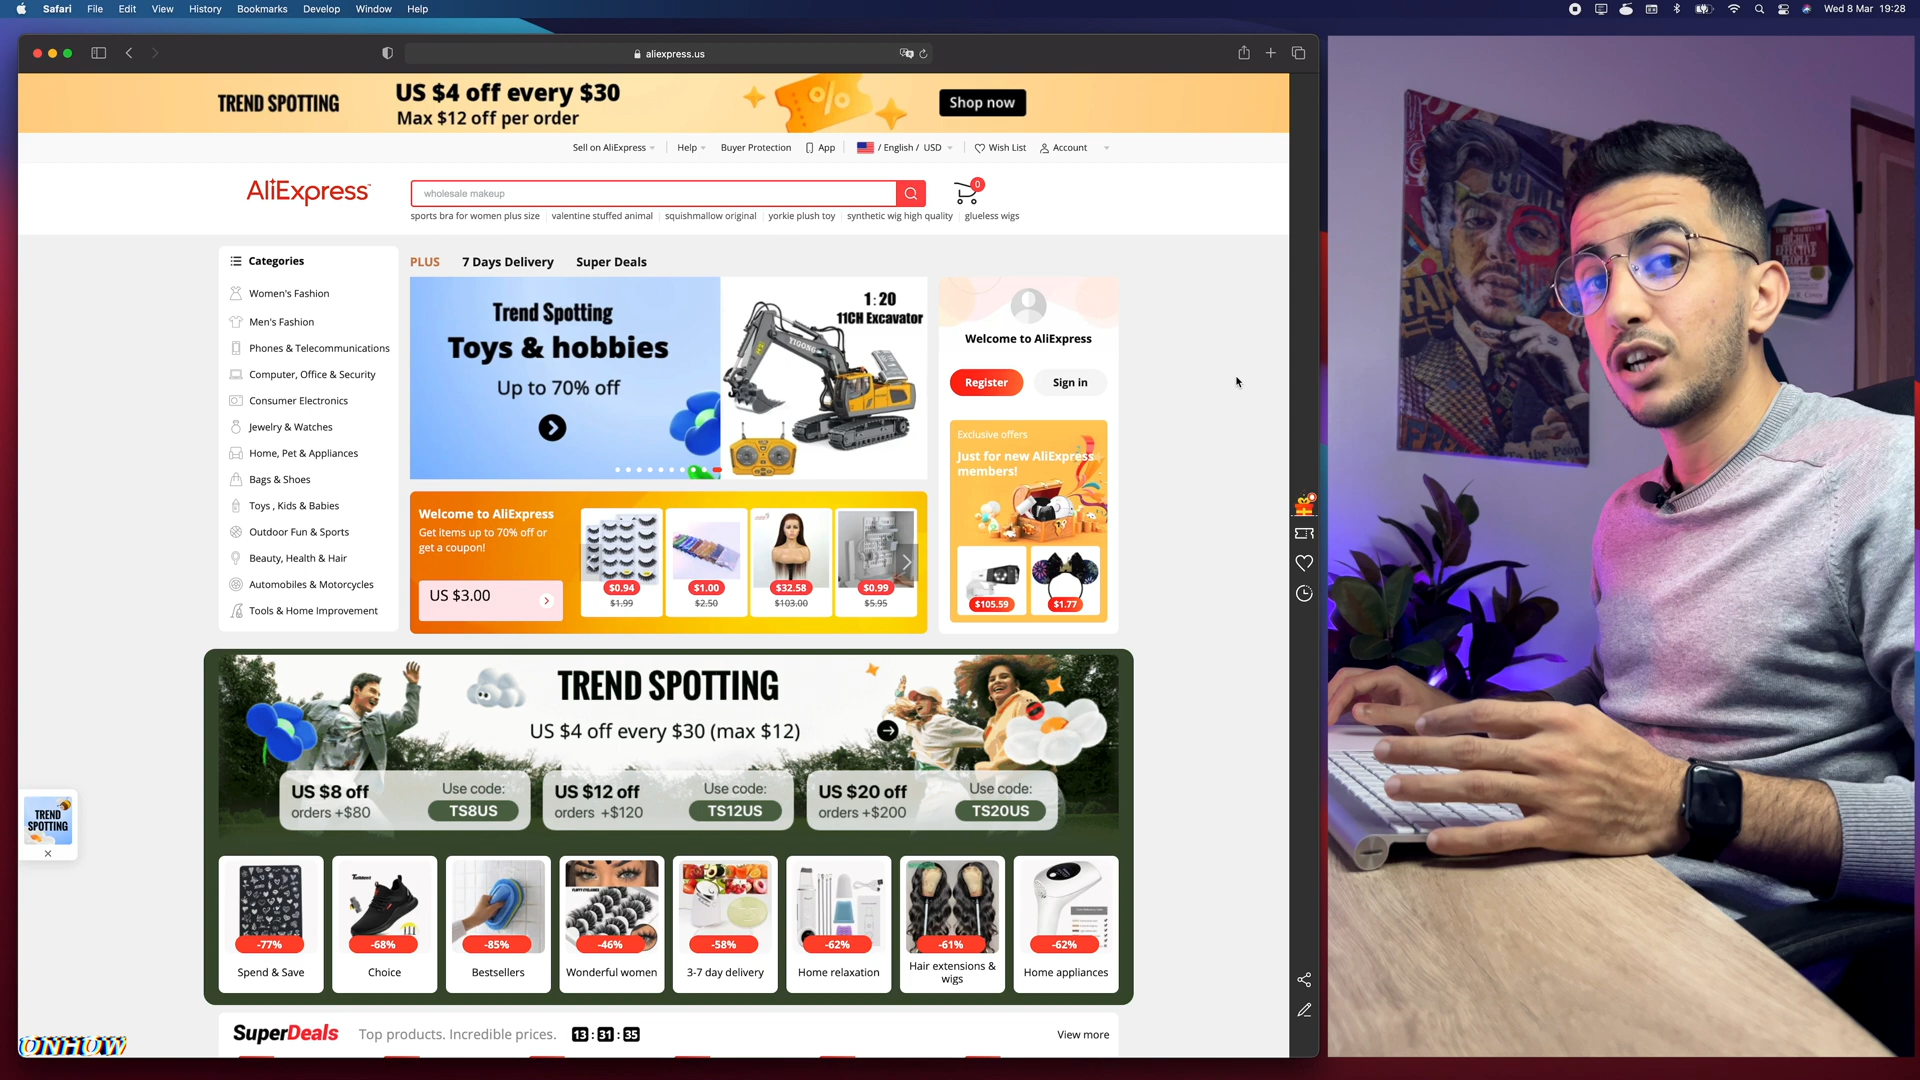 Safari File Edit View History Bookmarks Develop Window Help
Wed 8 Mar 19:28
aliexpress.us
TREND SPOTTING
US $4 off every $30
Max $12 off per order
Shop now
Sell on AliExpress Help Buyer Protection App / English / USD Wish List Account
AliExpress
wholesale makeup
0
sports bra for women plus size valentine stuffed animal squishmallow original yorkie plush toy synthetic wig high quality glueless wigs
Categories
Women's Fashion
Men's Fashion
Phones & Telecommunications
Computer, Office & Security
Consumer Electronics
Jewelry & Watches
Home, Pet & Appliances
Bags & Shoes
Toys , Kids & Babies
Outdoor Fun & Sports
Beauty, Health & Hair
Automobiles & Motorcycles
Tools & Home Improvement
PLUS 7 Days Delivery Super Deals
Trend Spotting
Toys & hobbies
Up to 70% off
1:20
11CH Excavator
Welcome to AliExpress
Register Sign in
Exclusive offers
Just for new AliExpress
members!
$105.59 $1.77
Welcome to AliExpress
Get items up to 70% off or
get a coupon!
US $3.00
$0.94 $1.00 $32.58 $0.99
$1.99 $2.50 $103.00 $5.95
TREND SPOTTING
US $4 off every $30 (max $12)
US $8 off
orders +$80
Use code:
TS8US
US $12 off
orders +$120
Use code:
TS12US
US $20 off
orders +$200
Use code:
TS20US
TREND
SPOTTING
-77% -68% -85% -46% -58% -62% -61% -62%
Spend & Save Choice Bestsellers Wonderful women 3-7 day delivery Home relaxation Hair extensions &
wigs
Home appliances
SuperDeals Top products. Incredible prices. 13 : 31 : 35 View more
ONHOW